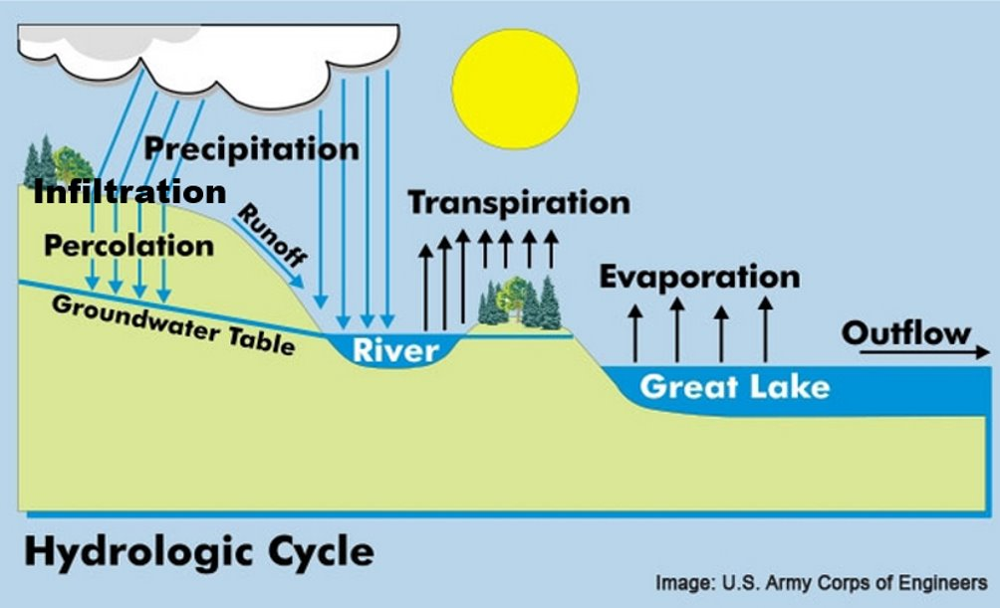 Precipitation
Infiltration
Transpiration
Runoff
Percolation
Evaporation
Groundwater Table
Outflow
River
Great Lake
Hydrologic Cycle
Image: U.S. Army Corps of Engineers